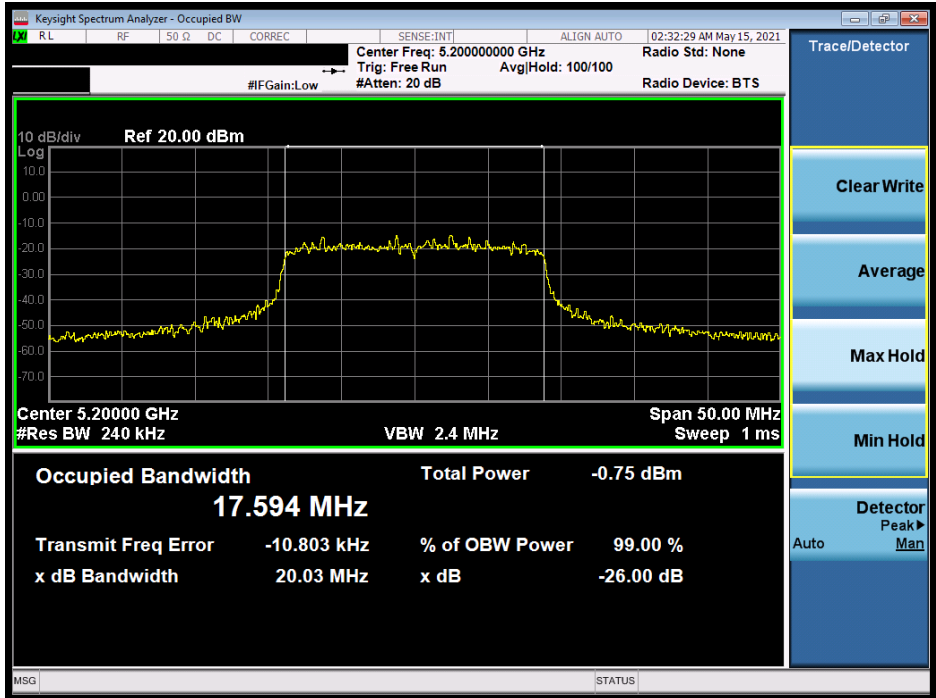 Keysight Spectrum Analyzer - Occupied BW
LXI RL RF 50 Ω DC CORREC SENSE:INT ALIGN AUTO 02:32:29 AM May 15, 2021
Center Freq: 5.200000000 GHz Radio Std: None
Trig: Free Run Avg|Hold: 100/100
#IFGain:Low #Atten: 20 dB Radio Device: BTS
10 dB/div Ref 20.00 dBm
Log
10.0
0.00
-10.0
-20.0
-30.0
-40.0
-50.0
-60.0
-70.0
Center 5.20000 GHz Span 50.00 MHz
#Res BW 240 kHz VBW 2.4 MHz Sweep 1 ms
Occupied Bandwidth Total Power -0.75 dBm
17.594 MHz
Transmit Freq Error -10.803 kHz % of OBW Power 99.00 %
x dB Bandwidth 20.03 MHz x dB -26.00 dB
Trace/Detector
Clear Write
Average
Max Hold
Min Hold
Detector
Peak▶
Auto Man
MSG STATUS